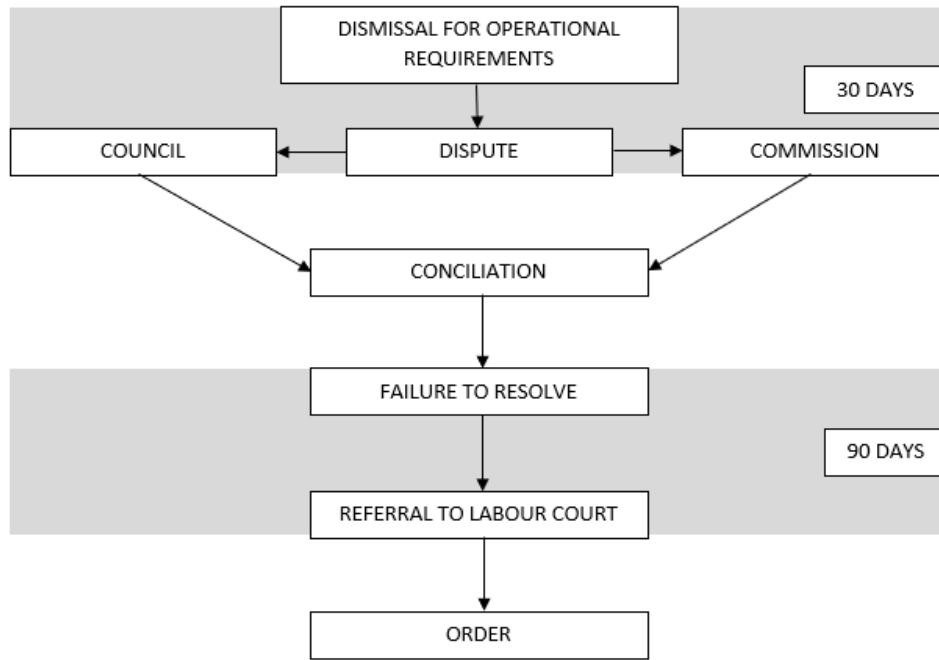 DISMISSAL FOR OPERATIONAL
REQUIREMENTS
30 DAYS
COUNCIL
DISPUTE
COMMISSION
CONCILIATION
FAILURE TO RESOLVE
90 DAYS
REFERRAL TO LABOUR COURT
ORDER